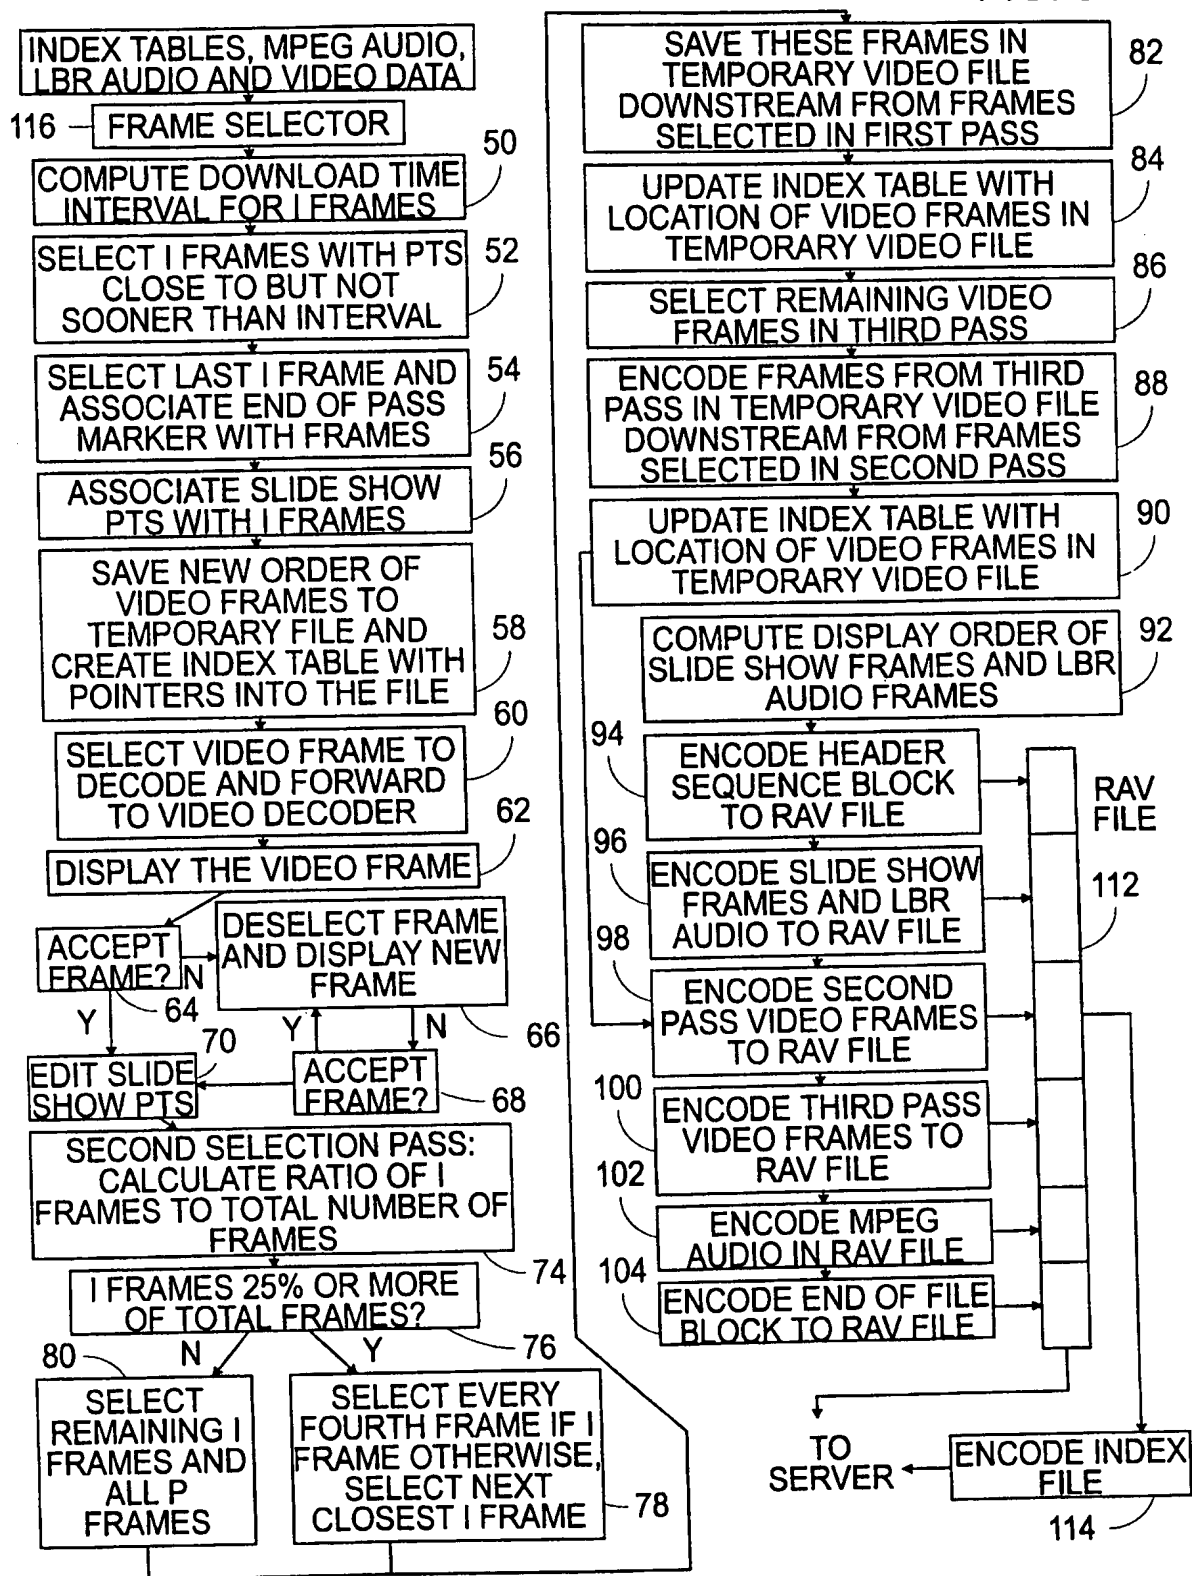 INDEX TABLES, MPEG AUDIO,
LBR AUDIO AND VIDEO DATA
116
FRAME SELECTOR
50
COMPUTE DOWNLOAD TIME
INTERVAL FOR I FRAMES
52
SELECT I FRAMES WITH PTS
CLOSE TO BUT NOT
SOONER THAN INTERVAL
54
SELECT LAST I FRAME AND
ASSOCIATE END OF PASS
MARKER WITH FRAMES
56
ASSOCIATE SLIDE SHOW
PTS WITH I FRAMES
SAVE NEW ORDER OF
VIDEO FRAMES TO
TEMPORARY FILE AND
CREATE INDEX TABLE WITH
POINTERS INTO THE FILE
58
60
SELECT VIDEO FRAME TO
DECODE AND FORWARD
TO VIDEO DECODER
62
DISPLAY THE VIDEO FRAME
ACCEPT
FRAME?
N
64
Y
DESELECT FRAME
AND DISPLAY NEW
FRAME
66
Y
N
70
EDIT SLIDE
SHOW PTS
ACCEPT
FRAME?
68
SECOND SELECTION PASS:
CALCULATE RATIO OF I
FRAMES TO TOTAL NUMBER OF
FRAMES
74
I FRAMES 25% OR MORE
OF TOTAL FRAMES?
76
80
N
Y
SELECT
REMAINING I
FRAMES AND
ALL P
FRAMES
SELECT EVERY
FOURTH FRAME IF I
FRAME OTHERWISE,
SELECT NEXT
CLOSEST I FRAME
78
SAVE THESE FRAMES IN
TEMPORARY VIDEO FILE
DOWNSTREAM FROM FRAMES
SELECTED IN FIRST PASS
82
UPDATE INDEX TABLE WITH
LOCATION OF VIDEO FRAMES IN
TEMPORARY VIDEO FILE
84
SELECT REMAINING VIDEO
FRAMES IN THIRD PASS
86
ENCODE FRAMES FROM THIRD
PASS IN TEMPORARY VIDEO FILE
DOWNSTREAM FROM FRAMES
SELECTED IN SECOND PASS
88
UPDATE INDEX TABLE WITH
LOCATION OF VIDEO FRAMES IN
TEMPORARY VIDEO FILE
90
COMPUTE DISPLAY ORDER OF
SLIDE SHOW FRAMES AND LBR
AUDIO FRAMES
92
94
ENCODE HEADER
SEQUENCE BLOCK
TO RAV FILE
RAV
FILE
96
ENCODE SLIDE SHOW
FRAMES AND LBR
AUDIO TO RAV FILE
112
98
ENCODE SECOND
PASS VIDEO FRAMES
TO RAV FILE
100
ENCODE THIRD PASS
VIDEO FRAMES TO
RAV FILE
102
ENCODE MPEG
AUDIO IN RAV FILE
104
ENCODE END OF FILE
BLOCK TO RAV FILE
TO
SERVER
ENCODE INDEX
FILE
114